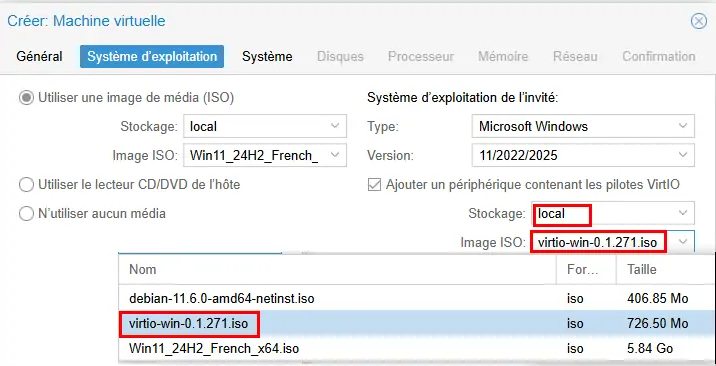 Créer: Machine virtuelle
Général Système d'exploitation Système Disques Processeur Mémoire Réseau Confirmation
Utiliser une image de média (ISO) Système d'exploitation de l'invité:
Stockage: local Type: Microsoft Windows
Image ISO: Win11_24H2_French_ Version: 11/2022/2025
Utiliser le lecteur CD/DVD de l'hôte Ajouter un périphérique contenant les pilotes VirtIO
N'utiliser aucun média Stockage: local
Image ISO: virtio-win-0.1.271.iso
Nom For... Taille
debian-11.6.0-amd64-netinst.iso iso 406.85 Mo
virtio-win-0.1.271.iso iso 726.50 Mo
Win11_24H2_French_x64.iso iso 5.84 Go